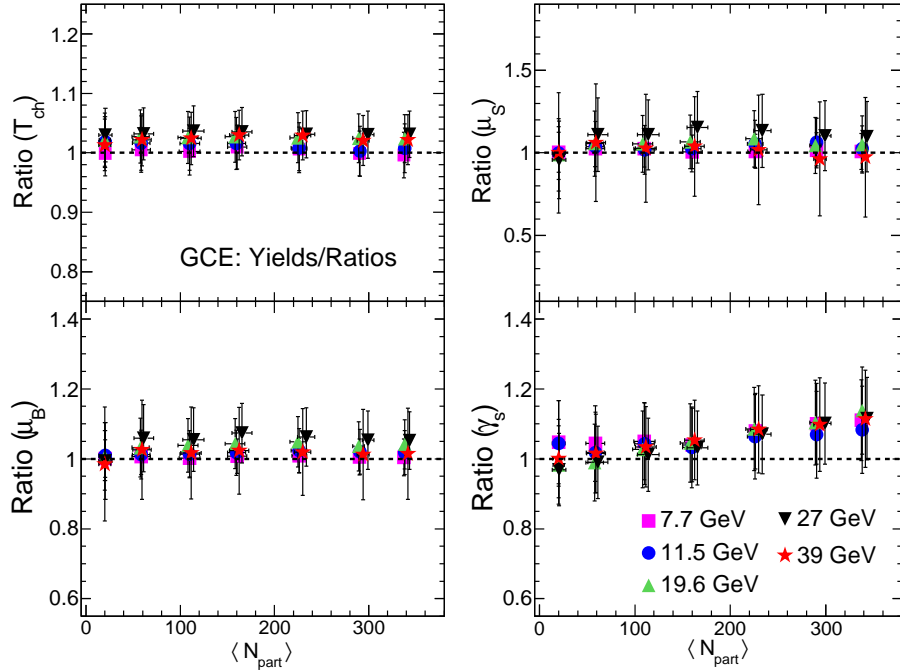 1.2
1.1
1
0.9
0.8
Ratio (T_ch)
GCE: Yields/Ratios
1.5
1
0.5
Ratio (μ_S)
1.4
1.2
1
0.8
0.6
Ratio (μ_B)
0 100 200 300
⟨ N_part ⟩
1.4
1.2
1
0.8
0.6
Ratio (γ_s)
7.7 GeV
11.5 GeV
19.6 GeV
27 GeV
39 GeV
0 100 200 300
⟨ N_part ⟩